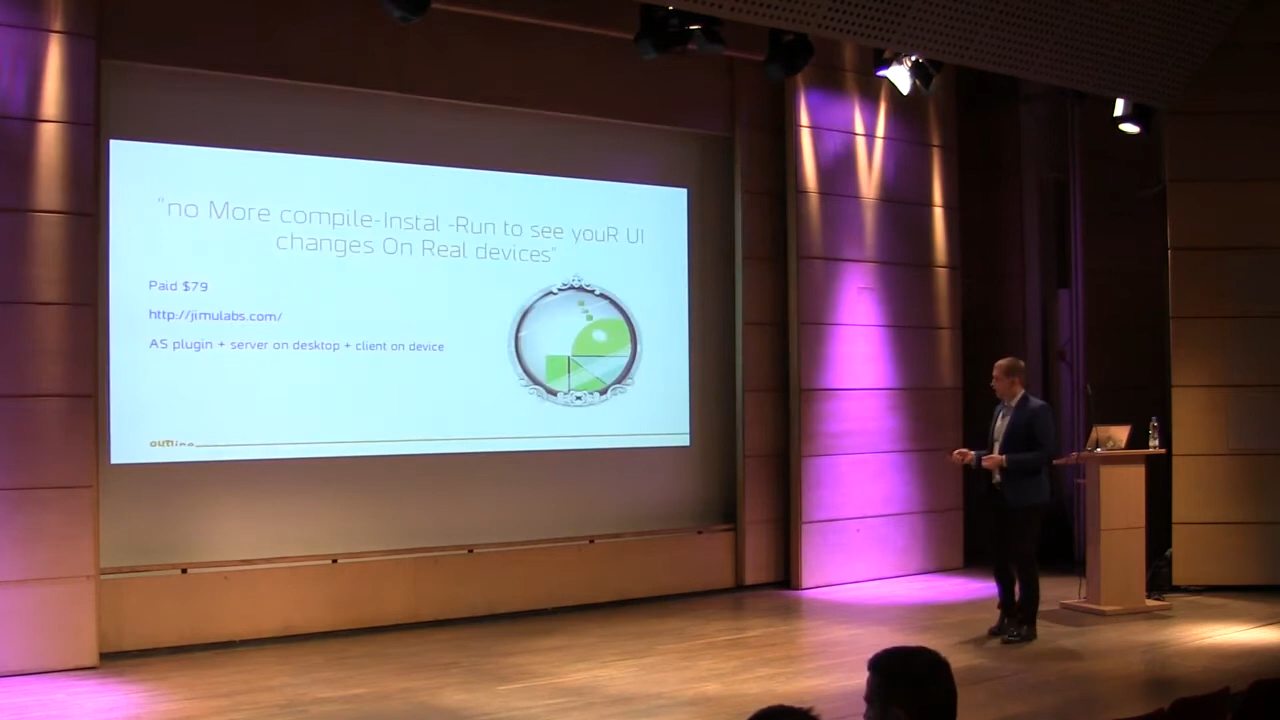 "no More compile-Instal -Run to see youR UI
changes On Real devices"
Paid $79
http://jimulabs.com/
AS plugin + server on desktop + client on device
outline